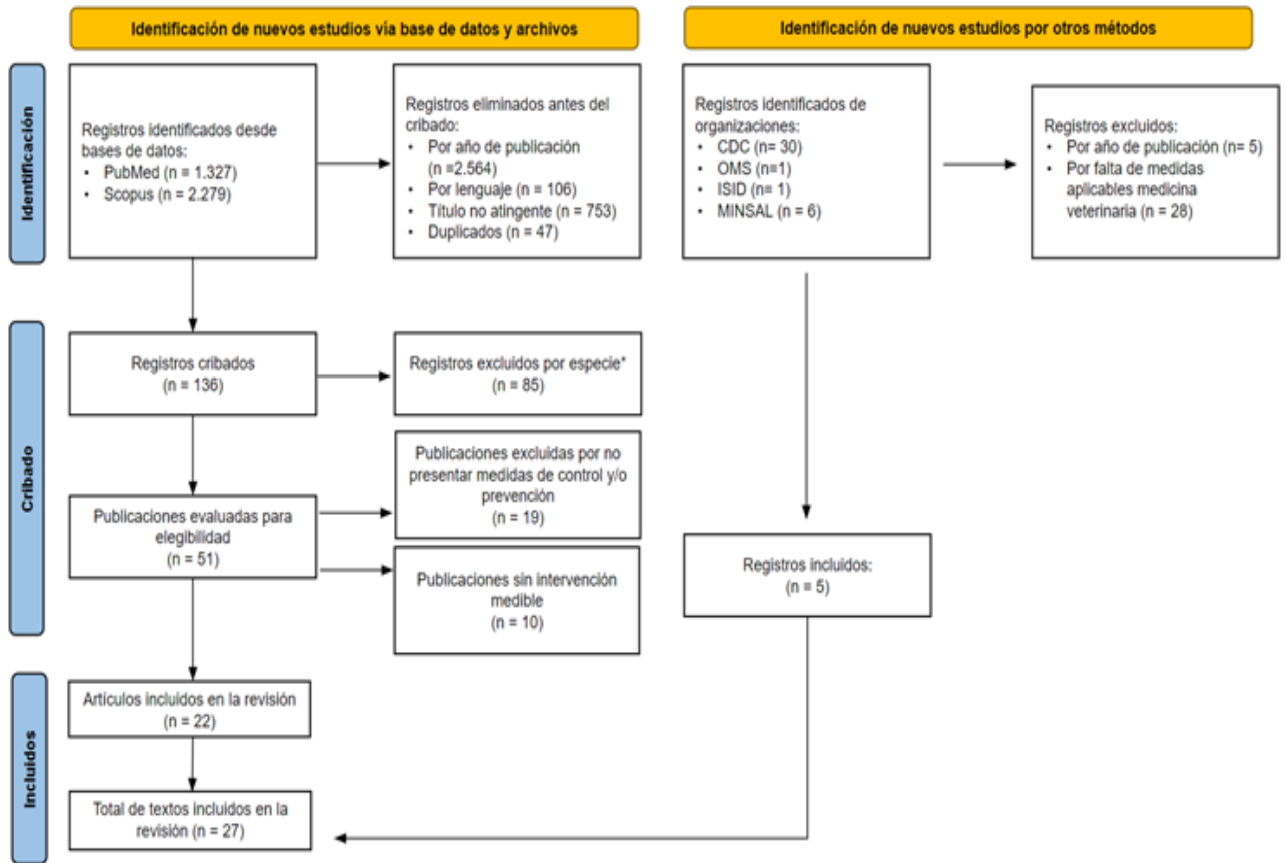 Identificación de nuevos estudios vía base de datos y archivos
Identificación de nuevos estudios por otros métodos
Identificación
Registros identificados desde
bases de datos:
• PubMed (n = 1.327)
• Scopus (n = 2.279)
Registros eliminados antes del
cribado:
• Por año de publicación
(n =2.564)
• Por lenguaje (n = 106)
• Título no atingente (n = 753)
• Duplicados (n = 47)
Registros identificados de
organizaciones:
• CDC (n= 30)
• OMS (n=1)
• ISID (n= 1)
• MINSAL (n = 6)
Registros excluidos:
• Por año de publicación (n= 5)
• Por falta de medidas
aplicables medicina
veterinaria (n = 28)
Cribado
Registros cribados
(n = 136)
Registros excluidos por especie*
(n = 85)
Publicaciones evaluadas para
elegibilidad
(n = 51)
Publicaciones excluidas por no
presentar medidas de control y/o
prevención
(n = 19)
Publicaciones sin intervención
medible
(n = 10)
Registros incluidos:
(n = 5)
Incluidos
Artículos incluidos en la revisión
(n = 22)
Total de textos incluidos en la
revisión (n = 27)